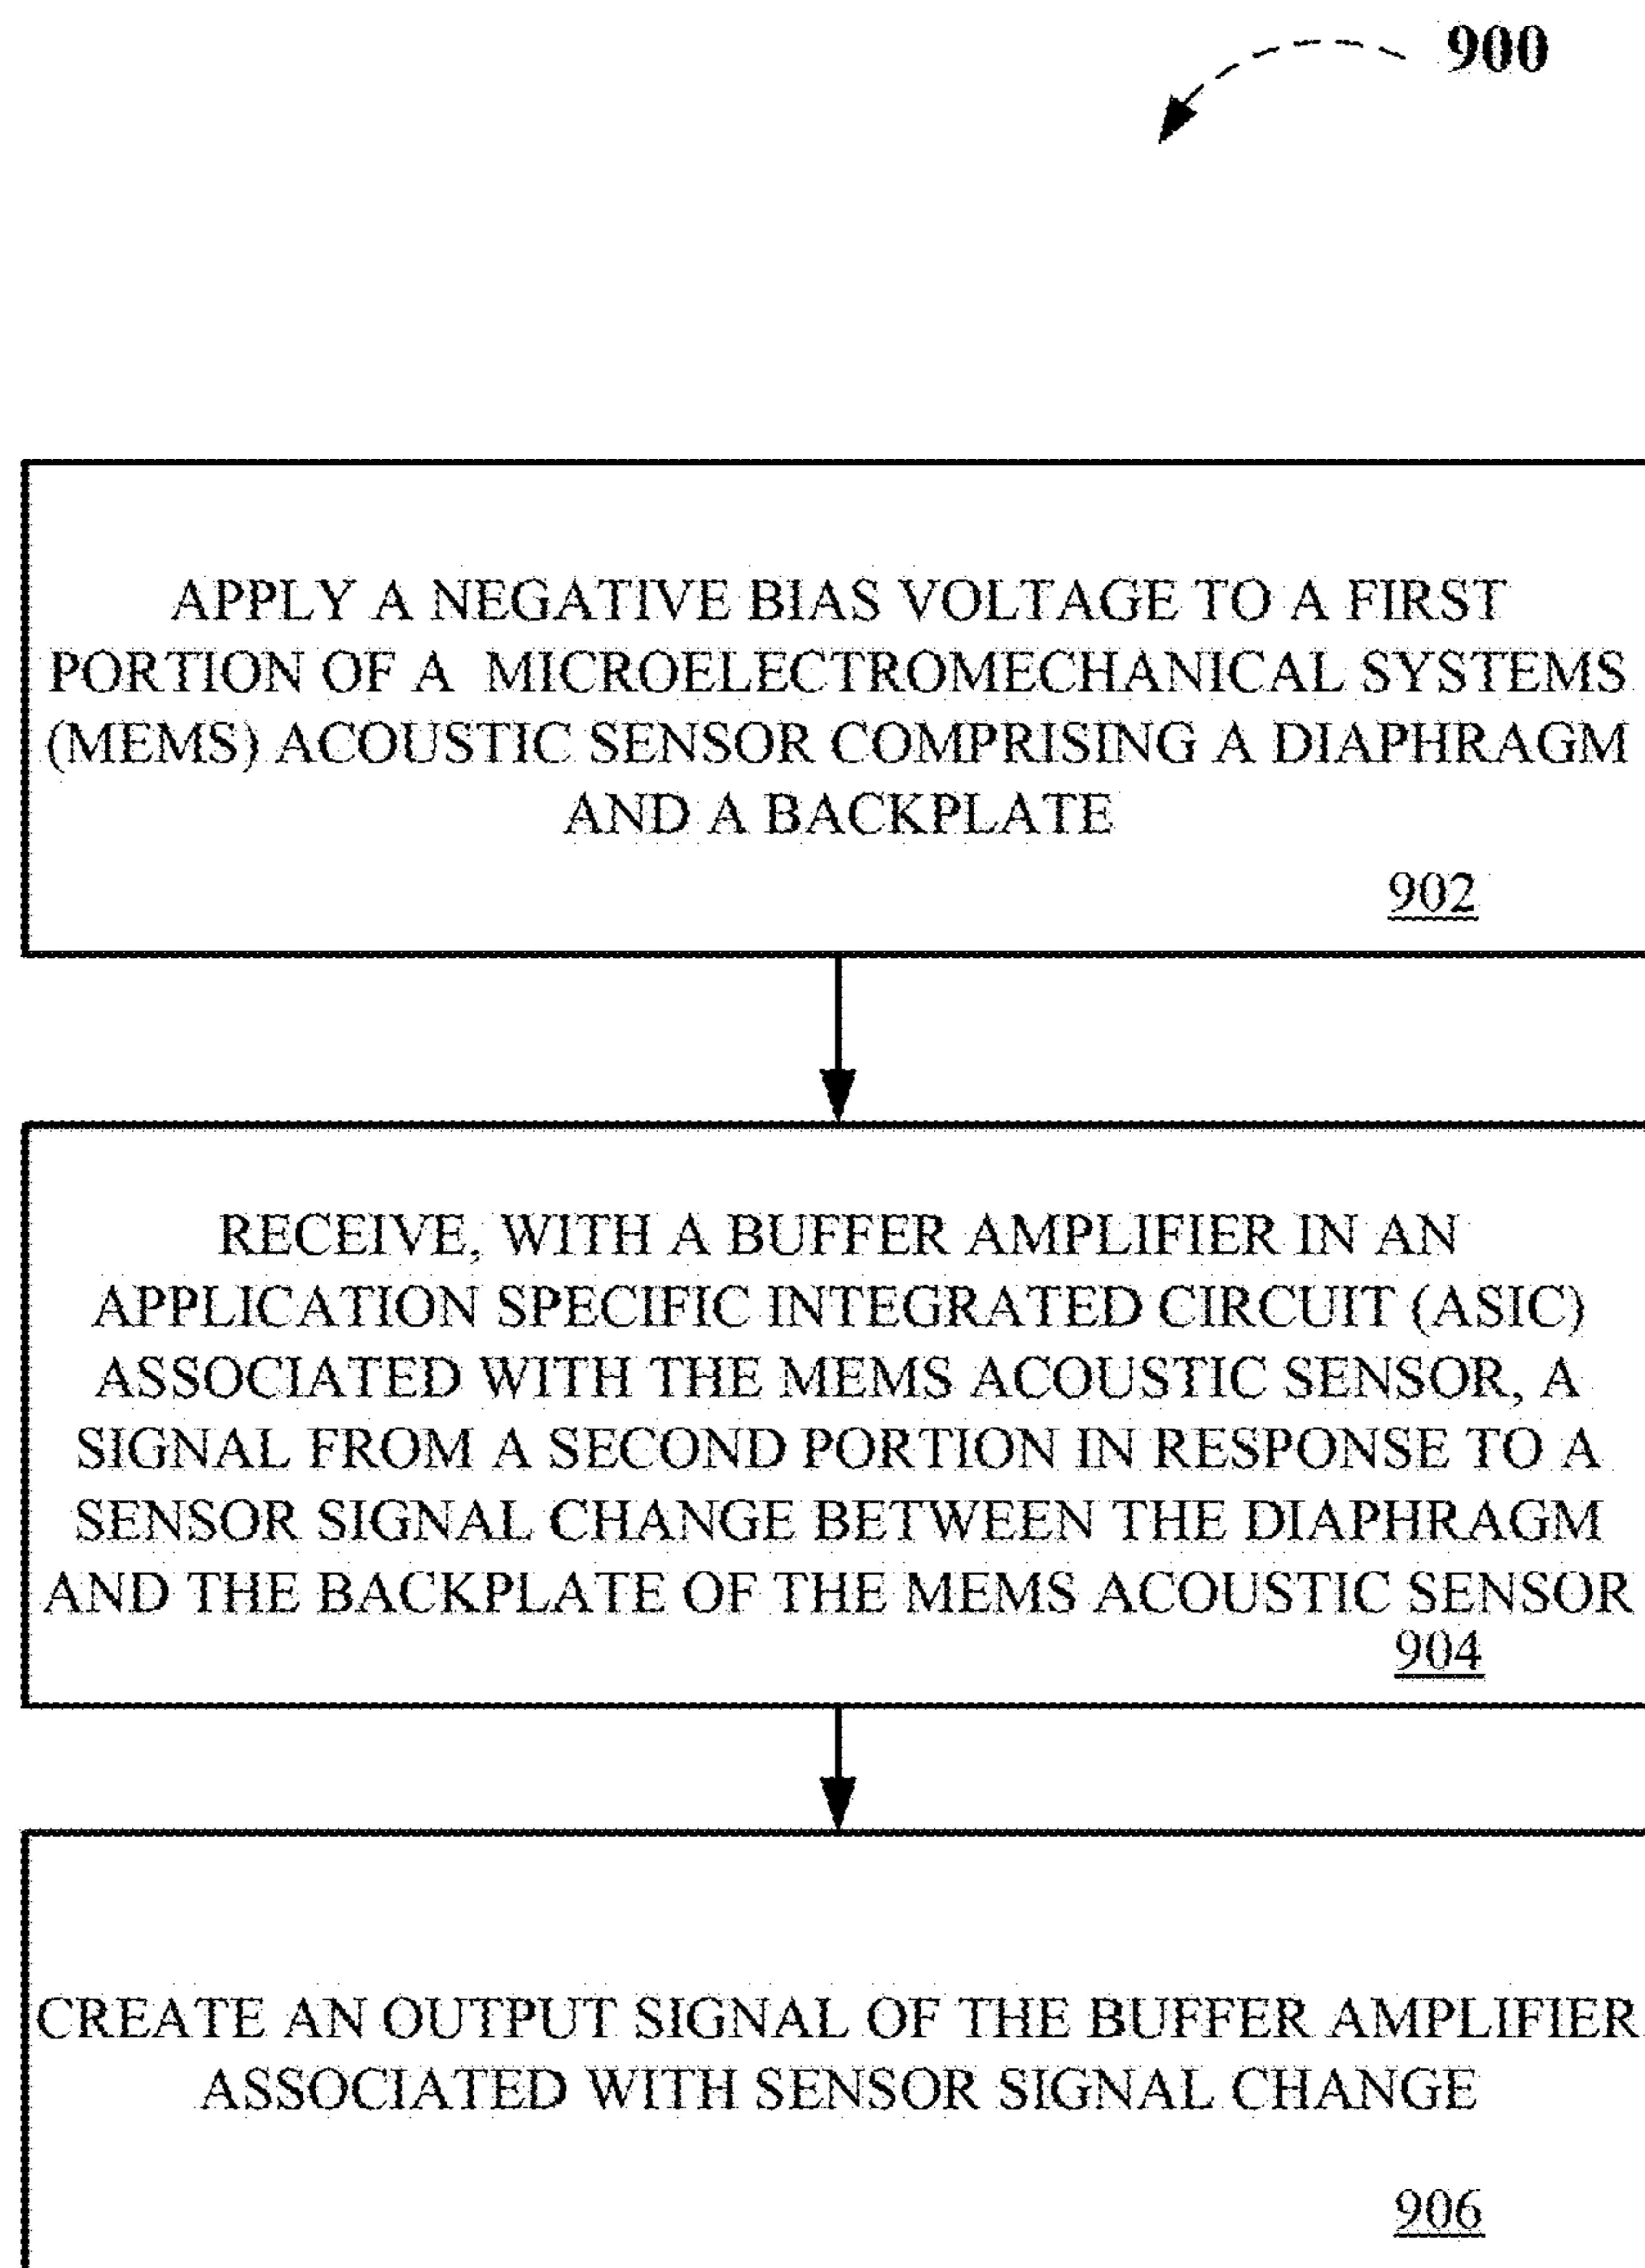 900
APPLY A NEGATIVE BIAS VOLTAGE TO A FIRST
PORTION OF A MICROELECTROMECHANICAL SYSTEMS
(MEMS) ACOUSTIC SENSOR COMPRISING A DIAPHRAGM
AND A BACKPLATE
902
RECEIVE, WITH A BUFFER AMPLIFIER IN AN
APPLICATION SPECIFIC INTEGRATED CIRCUIT (ASIC)
ASSOCIATED WITH THE MEMS ACOUSTIC SENSOR, A
SIGNAL FROM A SECOND PORTION IN RESPONSE TO A
SENSOR SIGNAL CHANGE BETWEEN THE DIAPHRAGM
AND THE BACKPLATE OF THE MEMS ACOUSTIC SENSOR
904
CREATE AN OUTPUT SIGNAL OF THE BUFFER AMPLIFIER
ASSOCIATED WITH SENSOR SIGNAL CHANGE
906